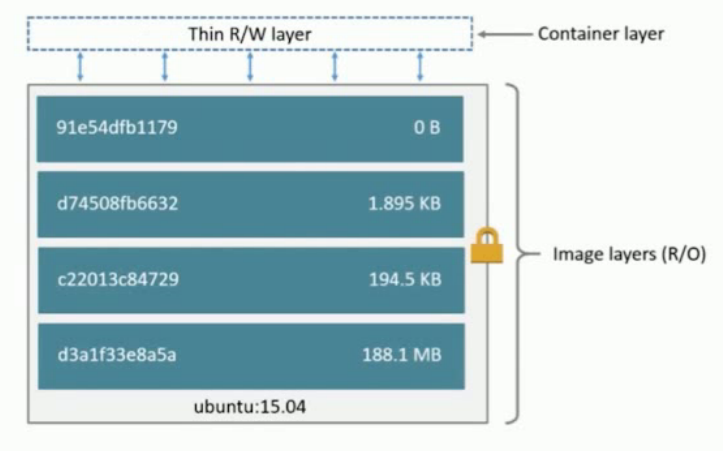 Thin R/W layer
Container layer
91e54dfb1179 0 B
d74508fb6632 1.895 KB
c22013c84729 194.5 KB
Image layers (R/O)
d3a1f33e8a5a 188.1 MB
ubuntu:15.04